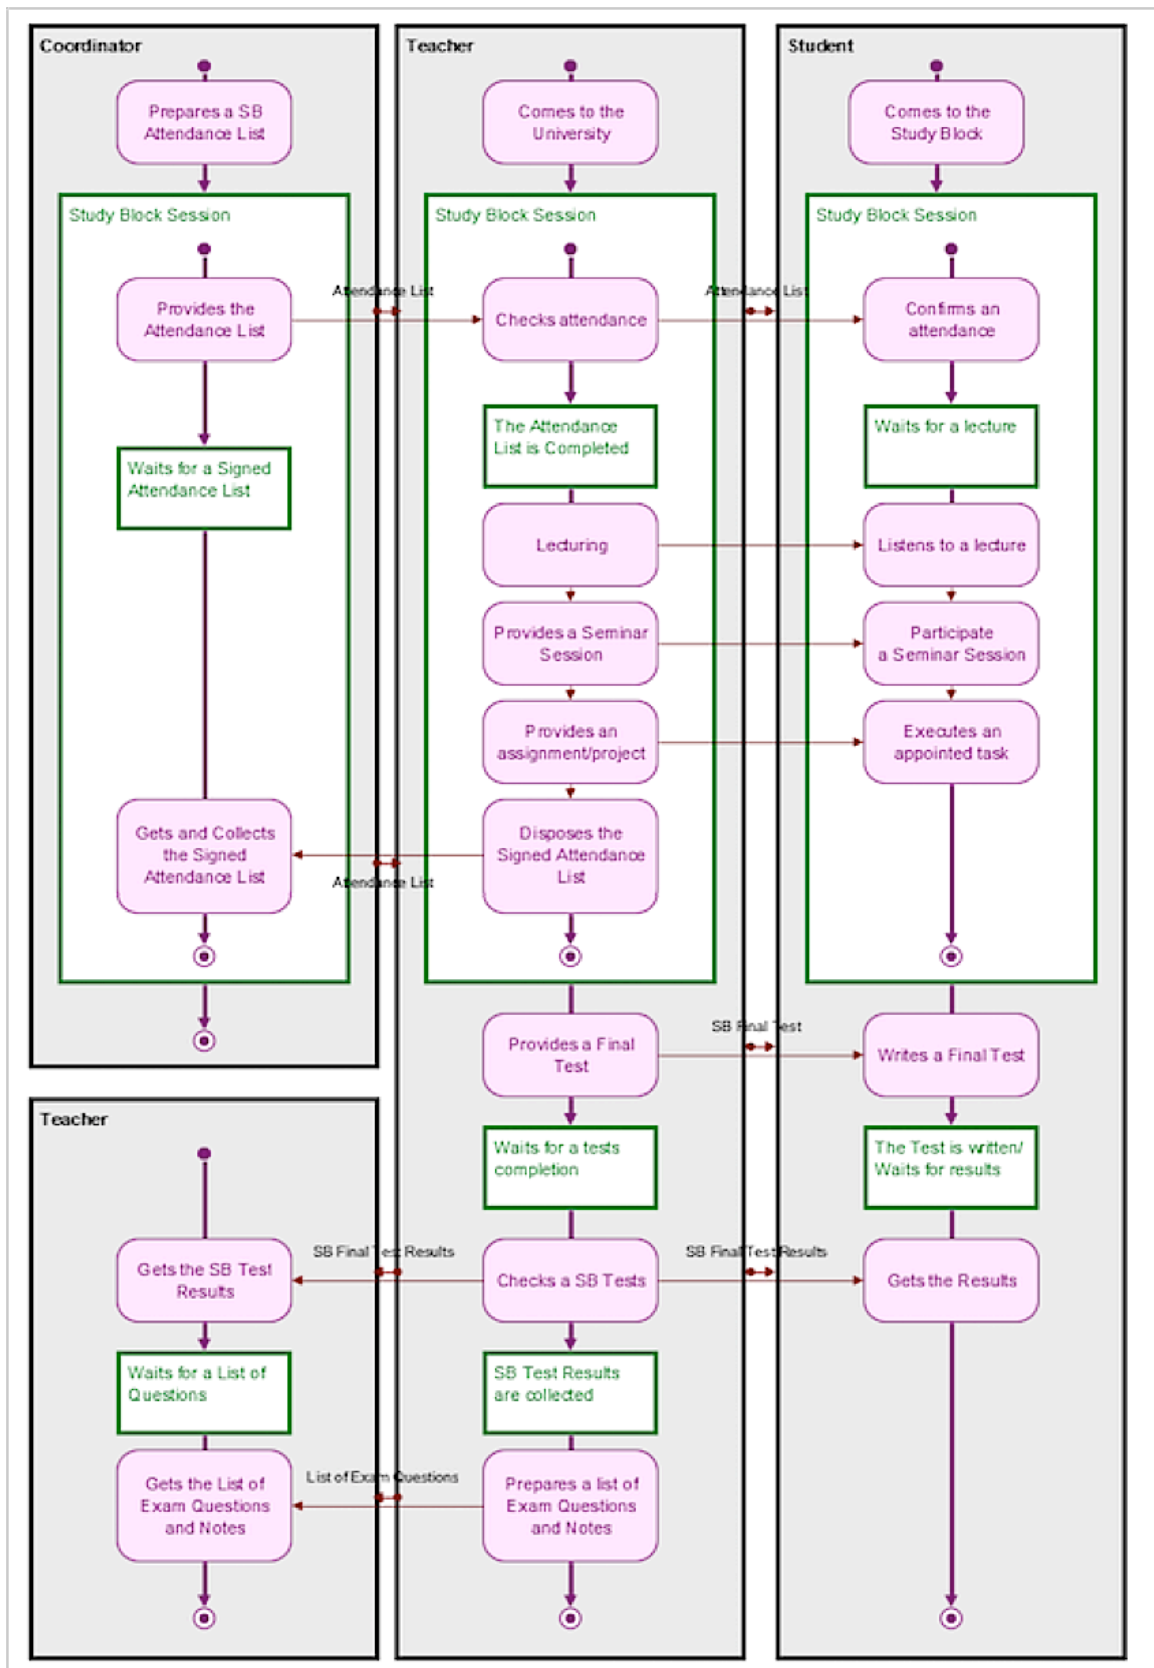 Coordinator
Prepares a SB
Attendance List
Study Block Session
Provides the
Attendance List
Attendance List
Waits for a Signed
Attendance List
Gets and Collects
the Signed
Attendance List
Attendance List
Teacher
Comes to the
University
Study Block Session
Checks attendance
Attendance List
The Attendance
List is Completed
Lecturing
Provides a Seminar
Session
Provides an
assignment/project
Disposes the
Signed Attendance
List
Provides a Final
Test
SB Final Test
Waits for a tests
completion
Checks a SB Tests
SB Final Test Results
SB Test Results
are collected
Prepares a list of
Exam Questions
and Notes
Student
Comes to the
Study Block
Study Block Session
Confirms an
attendance
Waits for a lecture
Listens to a lecture
Participate
a Seminar Session
Executes an
appointed task
Writes a Final Test
The Test is written/
Waits for results
Gets the Results
Teacher
SB Final Test Results
Gets the SB Test
Results
Waits for a List of
Questions
List of Exam Questions
Gets the List of
Exam Questions
and Notes